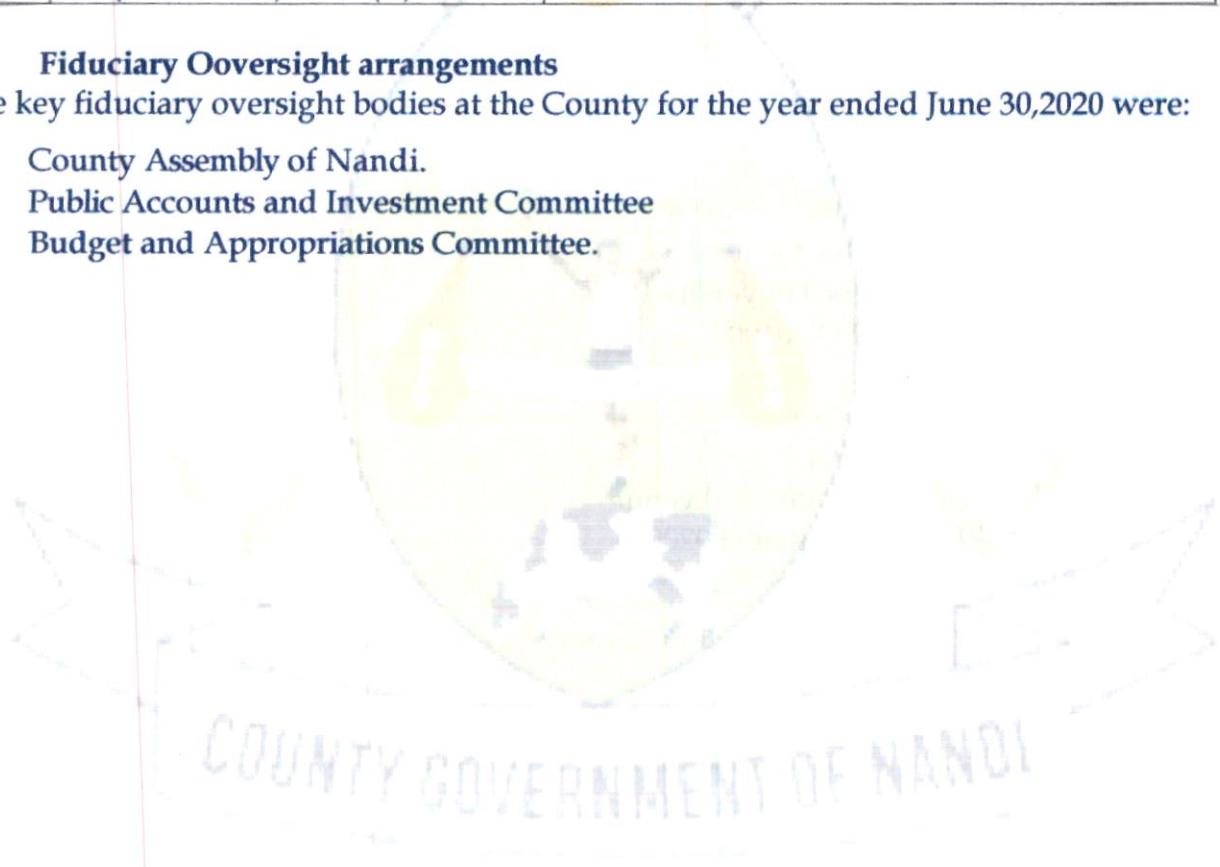 Fiduciary Ooversight arrangements
e key fiduciary oversight bodies at the County for the year ended June 30,2020 were:
County Assembly of Nandi.
Public Accounts and Investment Committee
Budget and Appropriations Committee.
COUNTY GOVERNMENT OF NANDI